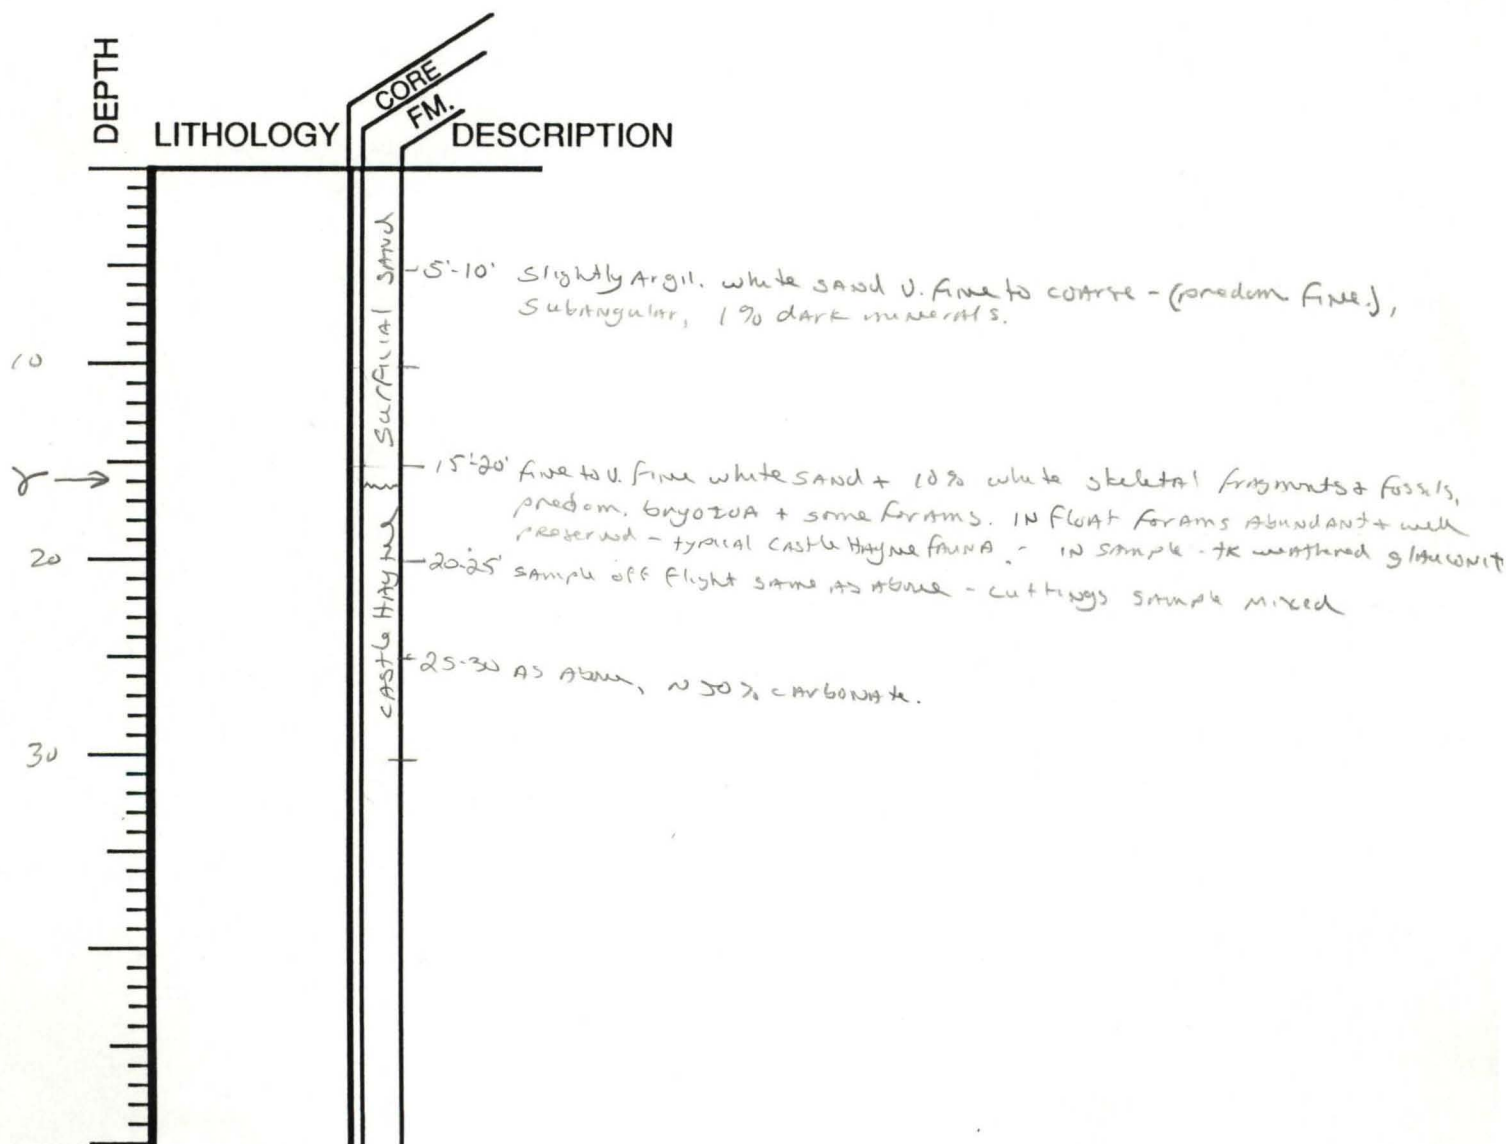 DEPTH
LITHOLOGY
CORE
FM.
DESCRIPTION
SURFICIAL SAND
5'-10' Slightly Argil. white SAND V. fine to coarse - (predom fine.),
Subangular, 1% dark minerals.
10
15'-20' fine to V. fine white SAND + 10% white skeletal fragments & fossils,
predom. bryozoa + some forams. IN float forams ABUNDANT + well
preserved - typical CASTLE HAYNE FAUNA - IN sample - tr weathered glauconit
γ →
CASTLE HAYNE
20
20-25' sample off flight same as above - cuttings sample mixed
25-30 AS Above, ~ 50% carbonate.
30